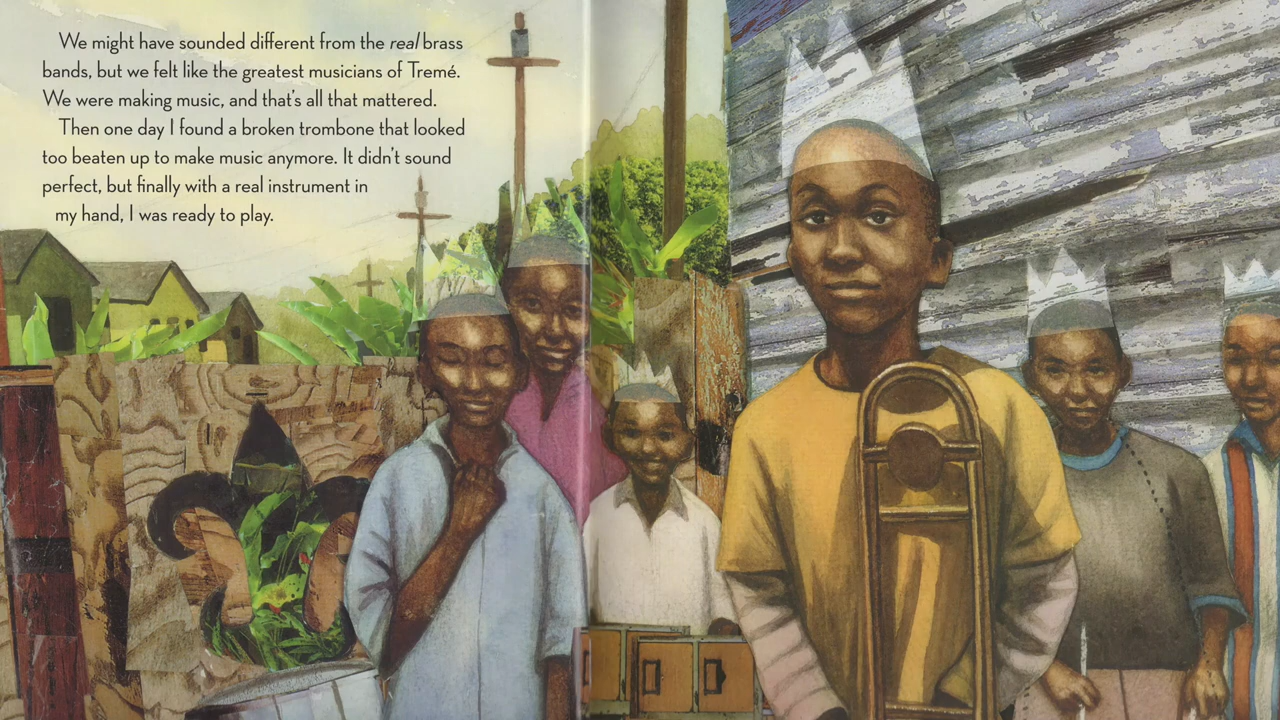 We might have sounded different from the real brass
bands, but we felt like the greatest musicians of Tremé.
We were making music, and that's all that mattered.
Then one day I found a broken trombone that looked
too beaten up to make music anymore. It didn't sound
perfect, but finally with a real instrument in
my hand, I was ready to play.